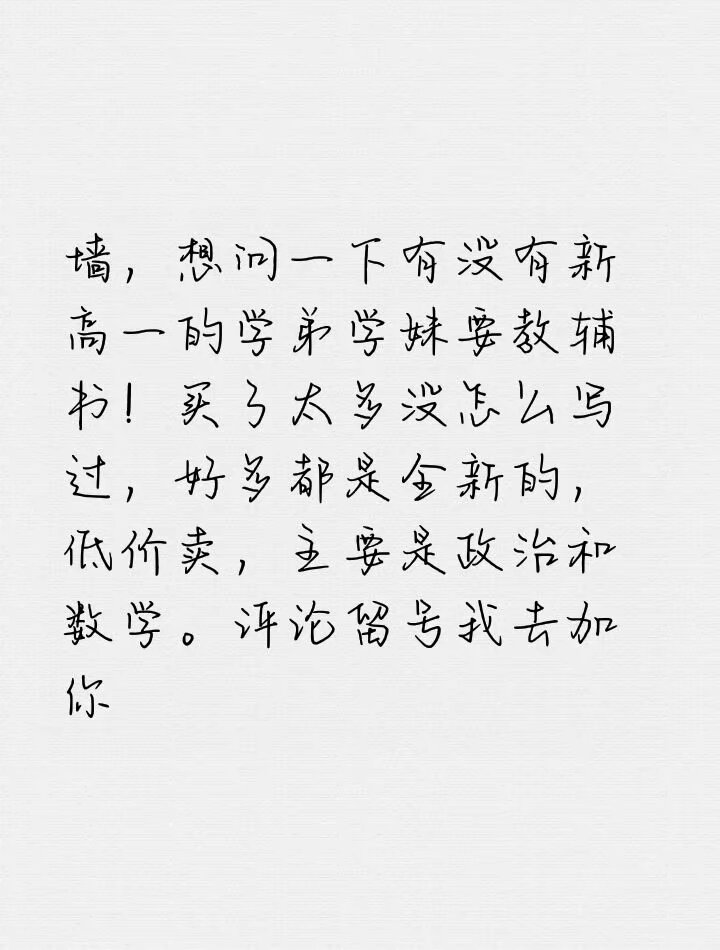 墙，想问一下有没有新
高一的学弟学妹要教辅
书！买了太多没怎么写
过，好多都是全新的，
低价卖，主要是政治和
数学。评论留号我去加
你